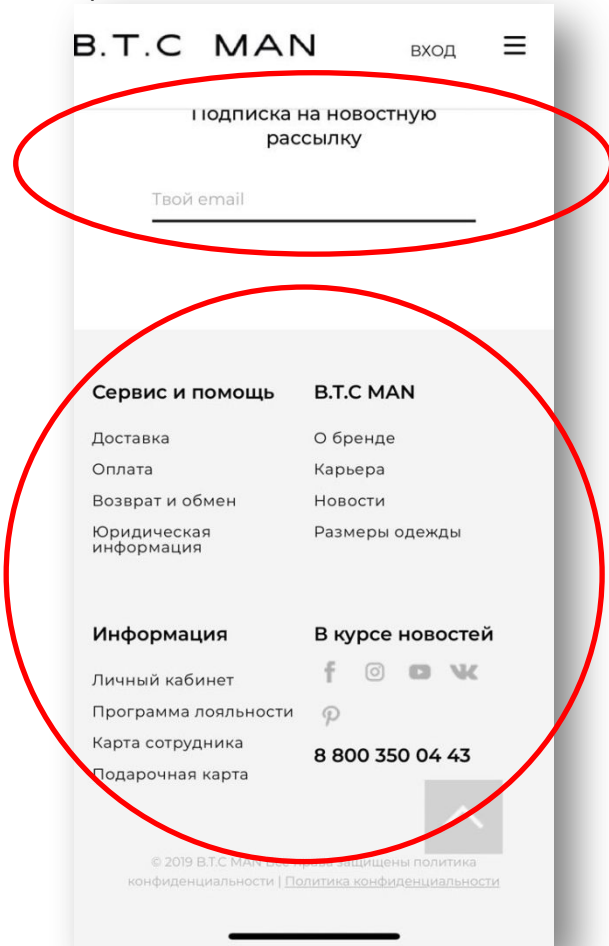 B.T.C MAN
ВХОД
Подписка на новостную
рассылку
Твой email
Сервис и помощь
Доставка
Оплата
Возврат и обмен
Юридическая
информация
B.T.C MAN
О бренде
Карьера
Новости
Размеры одежды
Информация
Личный кабинет
Программа лояльности
Карта сотрудника
Подарочная карта
В курсе новостей
8 800 350 04 43
© 2019 B.T.C MAN Все права защищены политика
конфиденциальности | Политика конфиденциальности